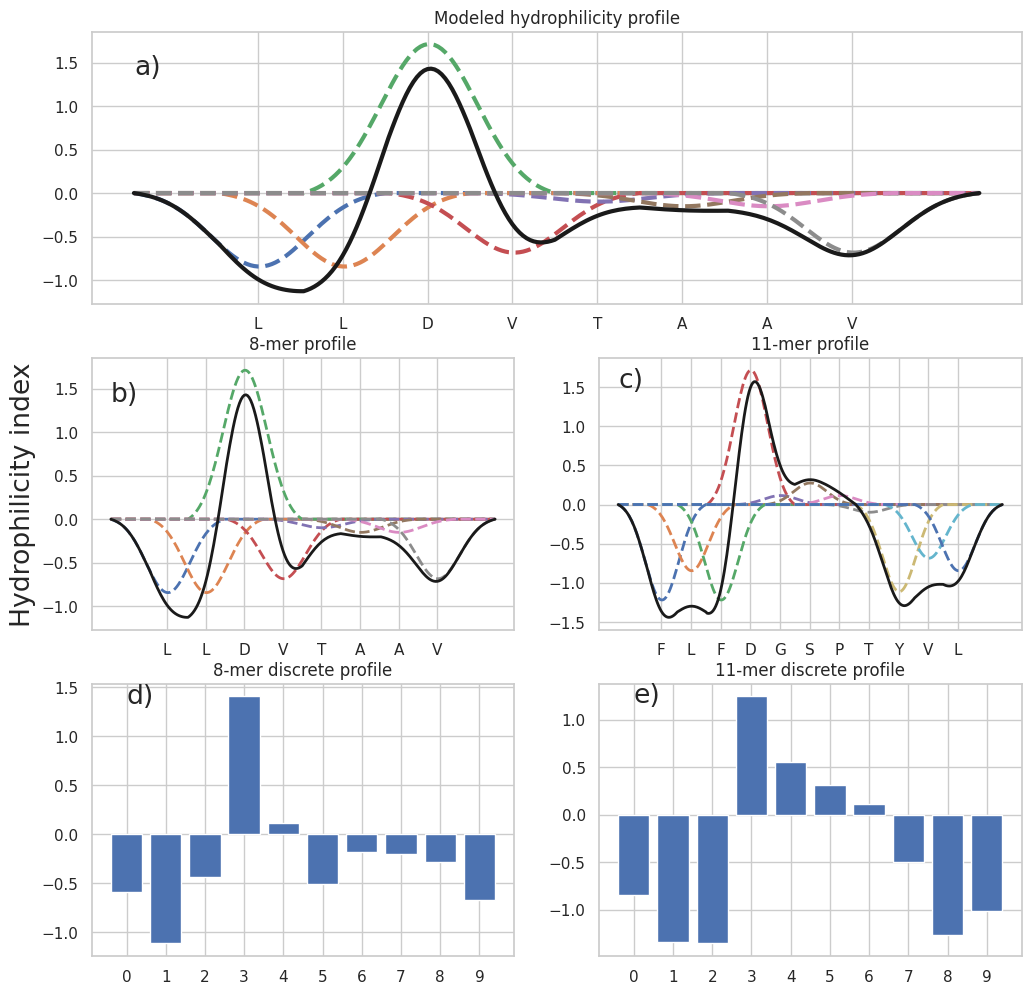 Modeled hydrophilicity profile
a)
1.5
1.0
0.5
0.0
−0.5
−1.0
L L D V T A A V
Hydrophilicity index
8-mer profile
b)
1.5
1.0
0.5
0.0
−0.5
−1.0
L L D V T A A V
11-mer profile
c)
1.5
1.0
0.5
0.0
−0.5
−1.0
−1.5
F L F D G S P T Y V L
8-mer discrete profile
d)
1.5
1.0
0.5
0.0
−0.5
−1.0
0 1 2 3 4 5 6 7 8 9
11-mer discrete profile
e)
1.0
0.5
0.0
−0.5
−1.0
0 1 2 3 4 5 6 7 8 9